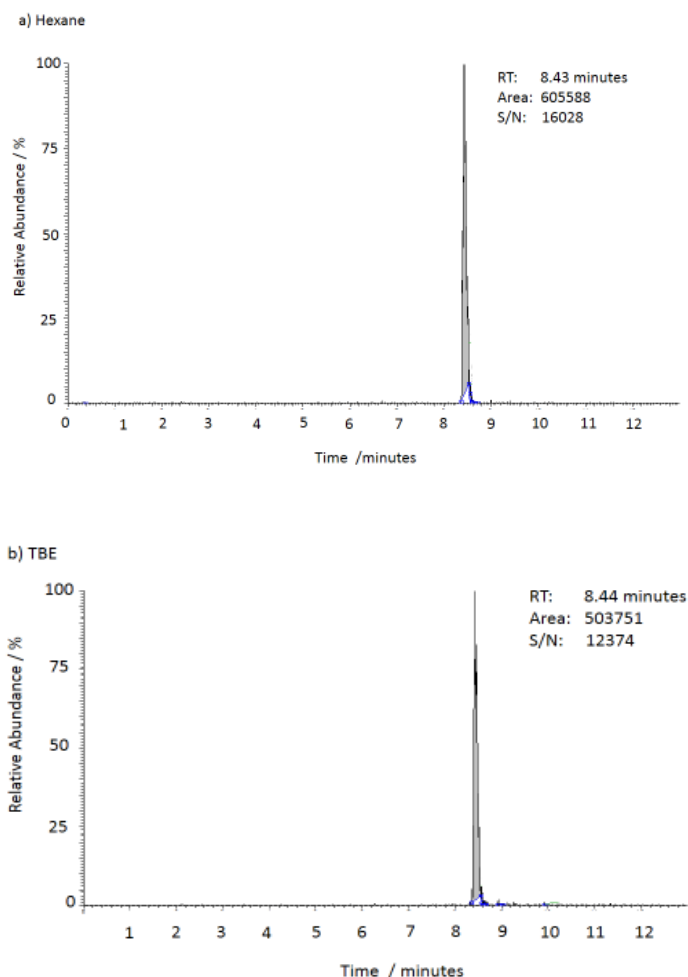 a) Hexane
100
75
50
25
0
Relative Abundance / %
RT: 8.43 minutes
Area: 605588
S/N: 16028
0 1 2 3 4 5 6 7 8 9 10 11 12
Time /minutes
b) TBE
100
75
50
25
0
Relative Abundance / %
RT: 8.44 minutes
Area: 503751
S/N: 12374
1 2 3 4 5 6 7 8 9 10 11 12
Time / minutes